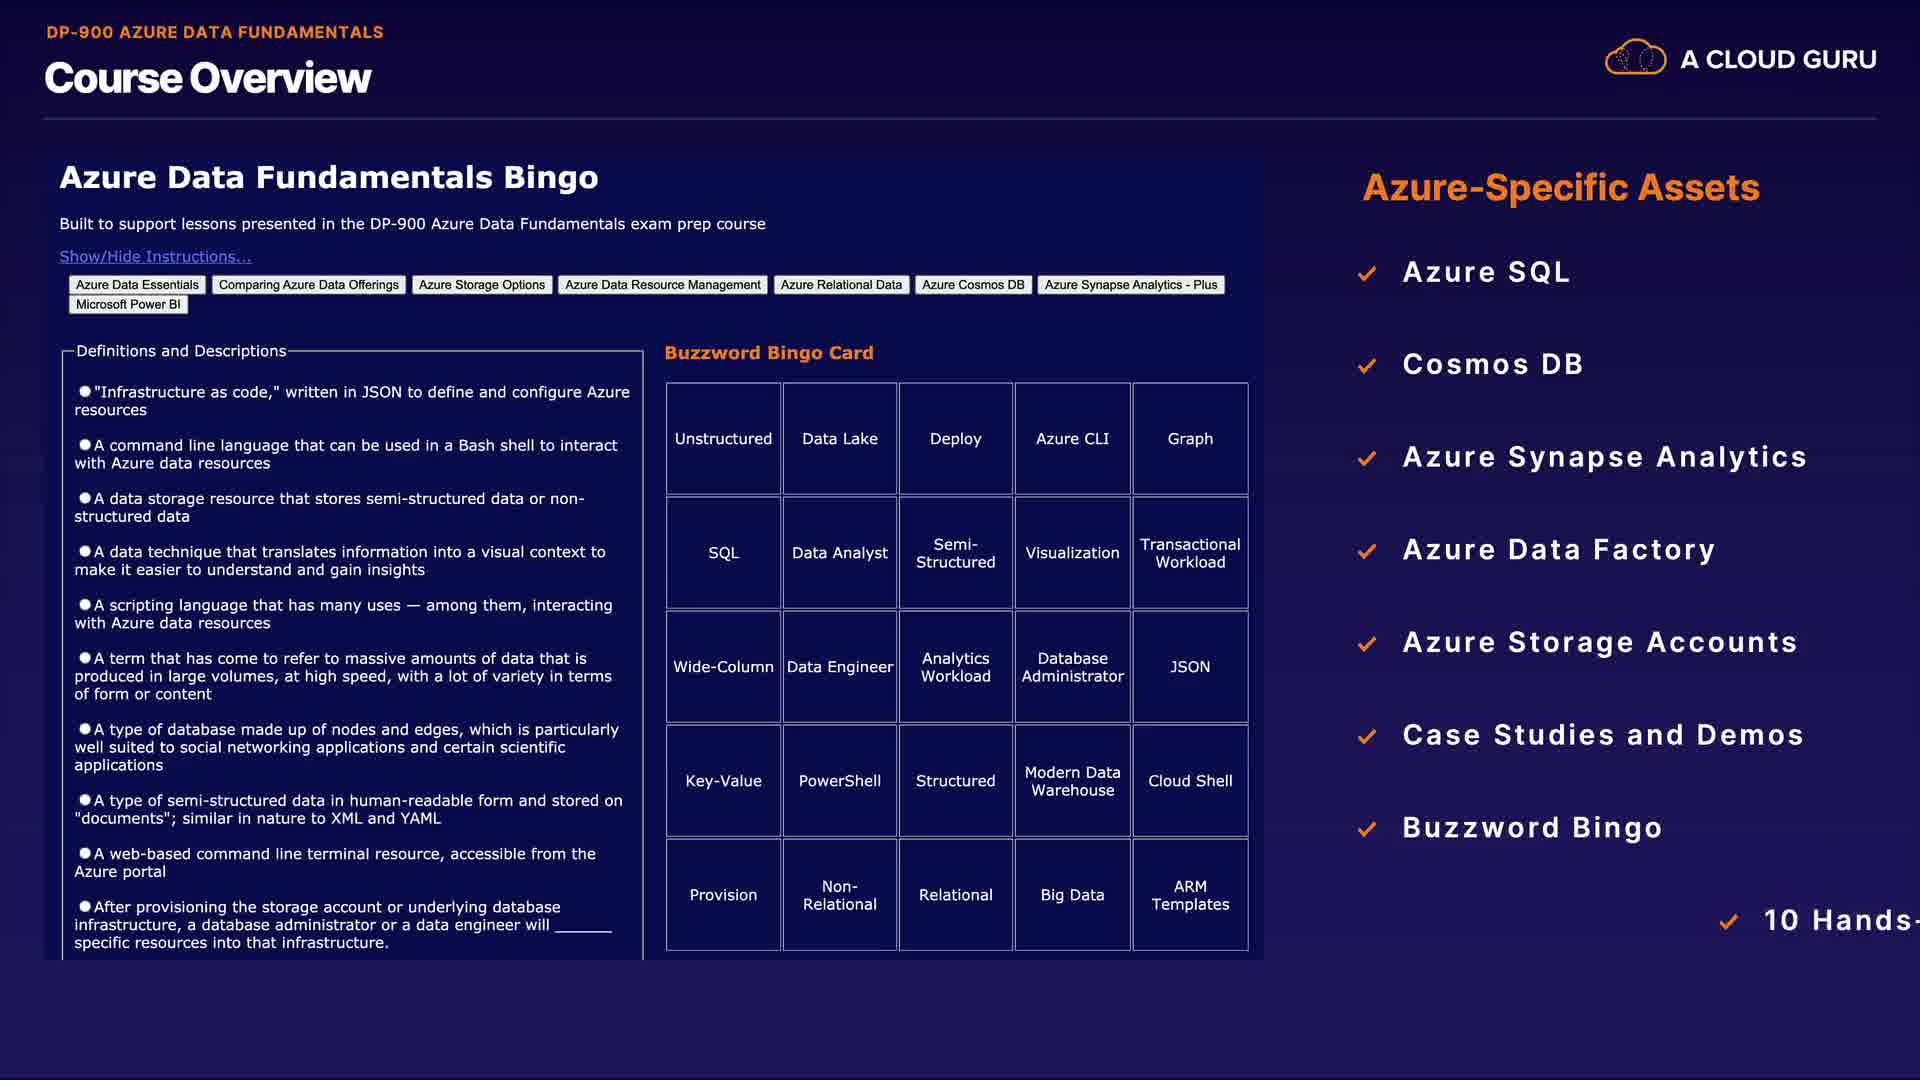 DP-900 AZURE DATA FUNDAMENTALS
Course Overview
A CLOUD GURU
Azure Data Fundamentals Bingo
Built to support lessons presented in the DP-900 Azure Data Fundamentals exam prep course
Show/Hide Instructions...
Azure Data Essentials
Comparing Azure Data Offerings
Azure Storage Options
Azure Data Resource Management
Azure Relational Data
Azure Cosmos DB
Azure Synapse Analytics - Plus
Microsoft Power BI
Definitions and Descriptions
"Infrastructure as code," written in JSON to define and configure Azure
resources
A command line language that can be used in a Bash shell to interact
with Azure data resources
A data storage resource that stores semi-structured data or non-
structured data
A data technique that translates information into a visual context to
make it easier to understand and gain insights
A scripting language that has many uses — among them, interacting
with Azure data resources
A term that has come to refer to massive amounts of data that is
produced in large volumes, at high speed, with a lot of variety in terms
of form or content
A type of database made up of nodes and edges, which is particularly
well suited to social networking applications and certain scientific
applications
A type of semi-structured data in human-readable form and stored on
"documents"; similar in nature to XML and YAML
A web-based command line terminal resource, accessible from the
Azure portal
After provisioning the storage account or underlying database
infrastructure, a database administrator or a data engineer will _______
specific resources into that infrastructure.
Buzzword Bingo Card
Unstructured
Data Lake
Deploy
Azure CLI
Graph
SQL
Data Analyst
Semi-
Structured
Visualization
Transactional
Workload
Wide-Column
Data Engineer
Analytics
Workload
Database
Administrator
JSON
Key-Value
PowerShell
Structured
Modern Data
Warehouse
Cloud Shell
Provision
Non-
Relational
Relational
Big Data
ARM
Templates
Azure-Specific Assets
Azure SQL
Cosmos DB
Azure Synapse Analytics
Azure Data Factory
Azure Storage Accounts
Case Studies and Demos
Buzzword Bingo
10 Hands-